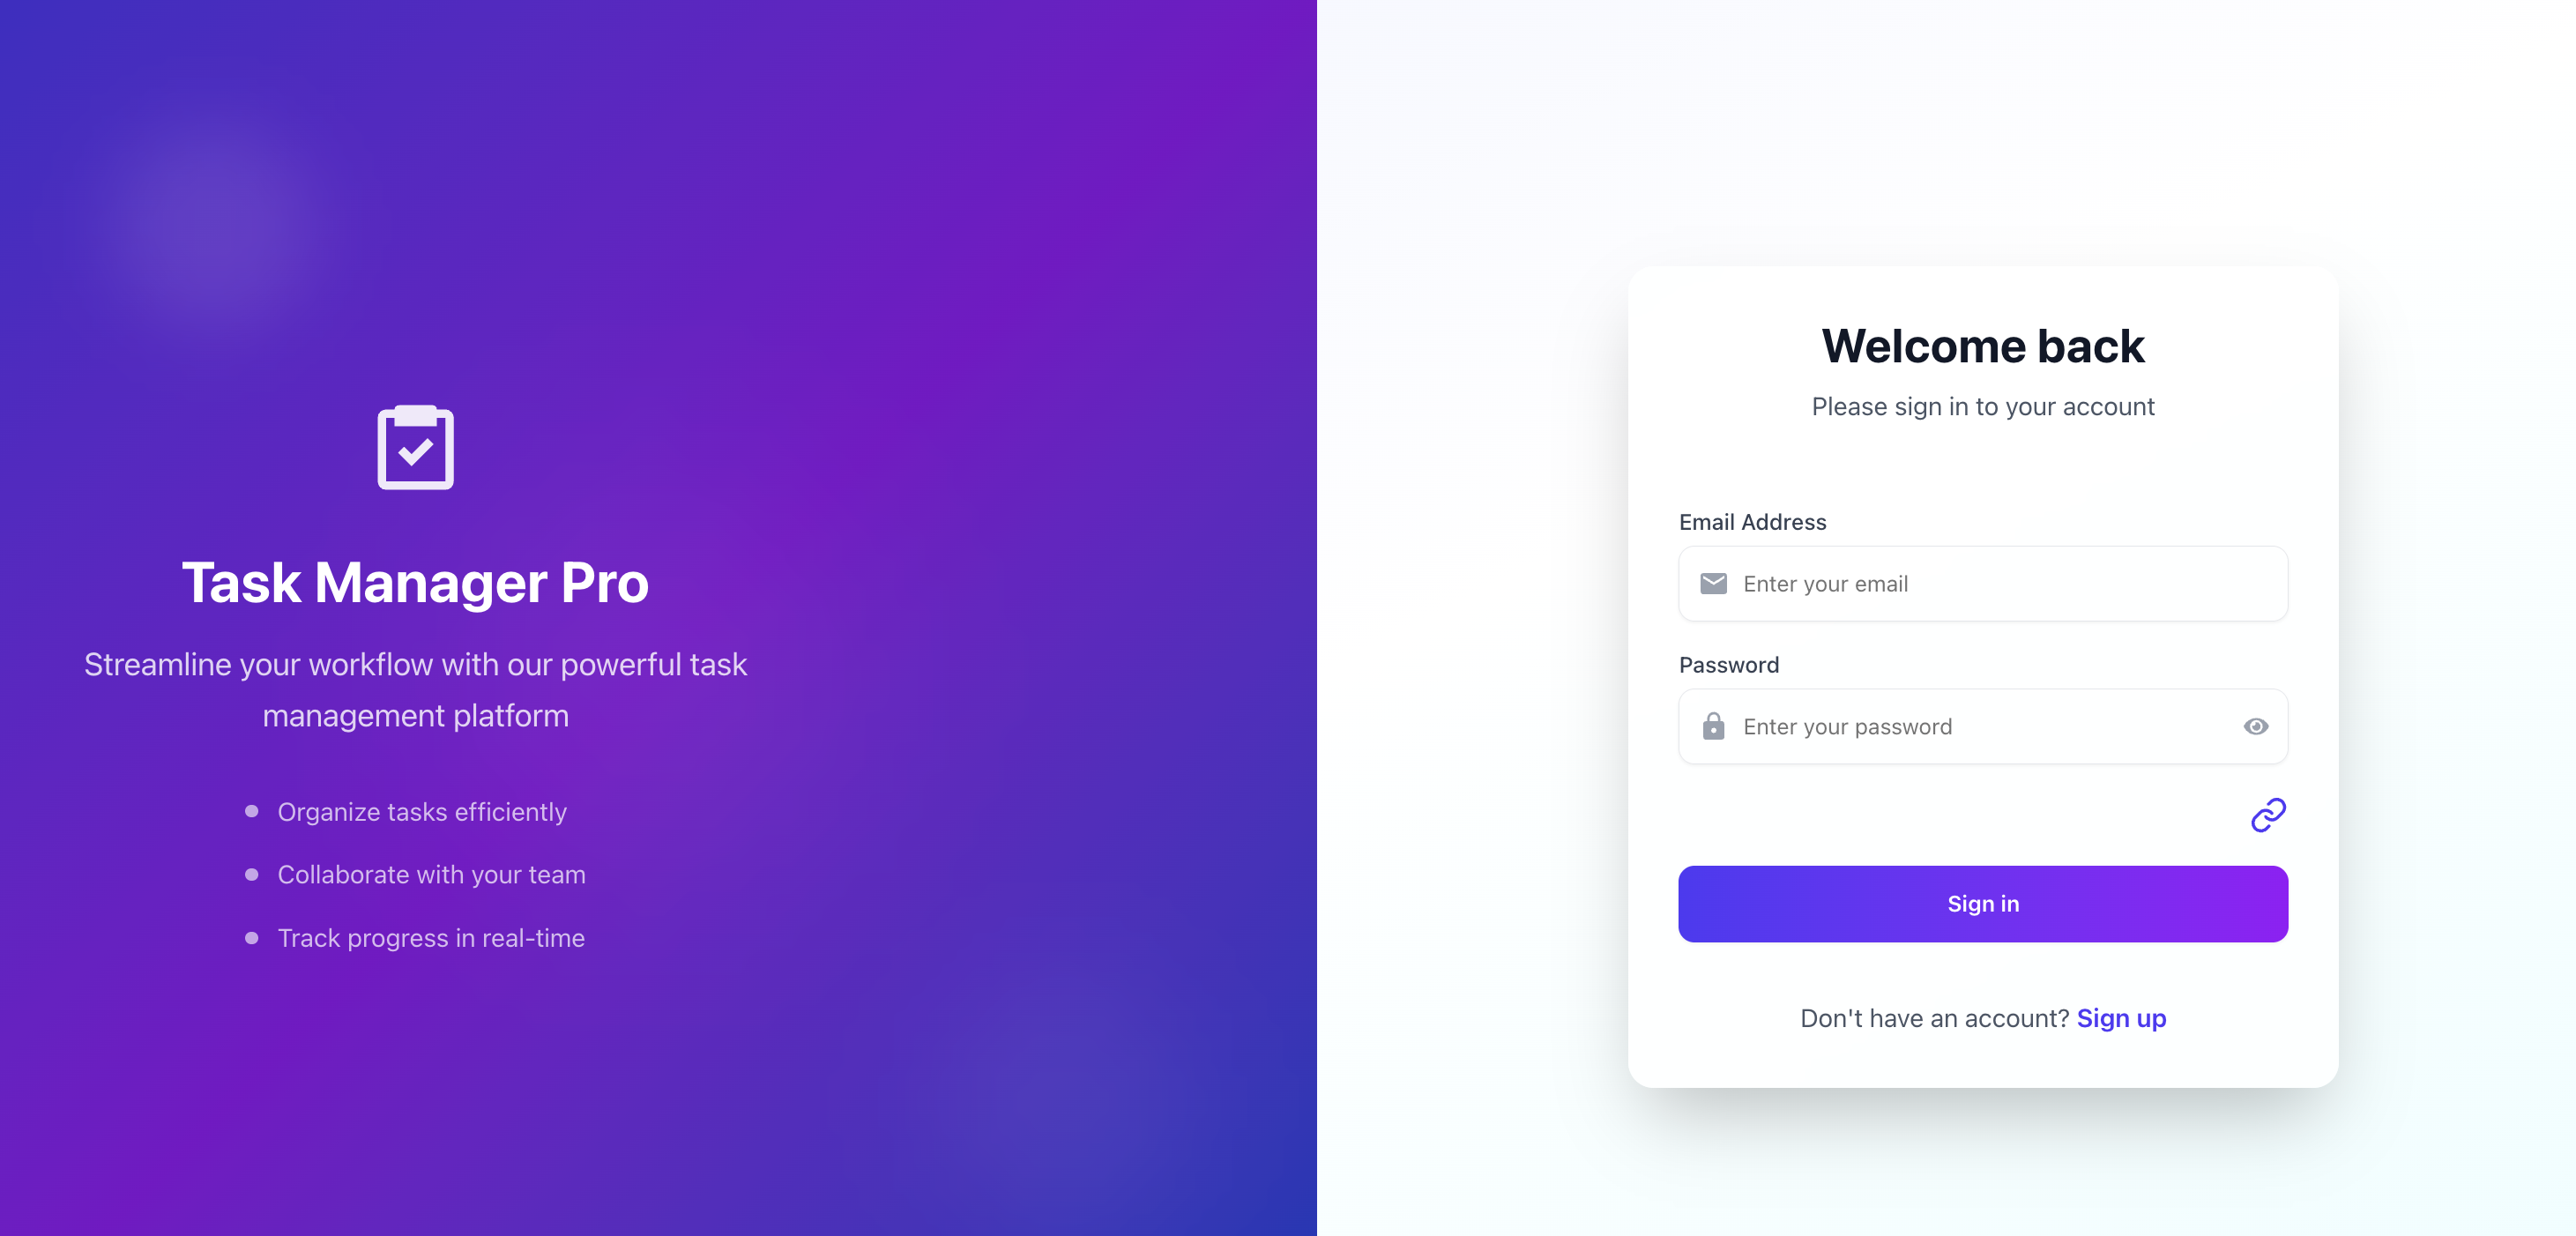 Task Manager Pro
Streamline your workflow with our powerful task
management platform
Organize tasks efficiently
Collaborate with your team
Track progress in real-time
Welcome back
Please sign in to your account
Email Address
Enter your email
Password
Enter your password
Sign in
Don't have an account? Sign up